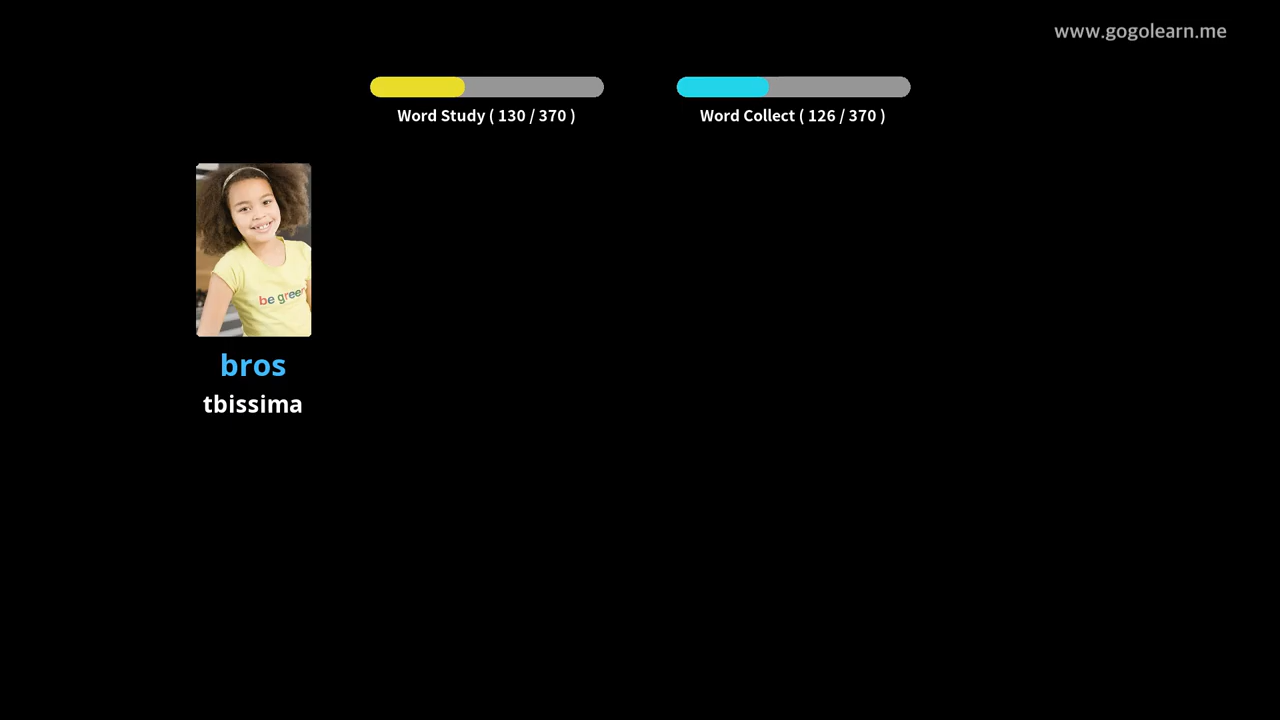 www.gogolearn.me
Word Study ( 130 / 370 )
Word Collect ( 126 / 370 )
be green
bros
tbissima